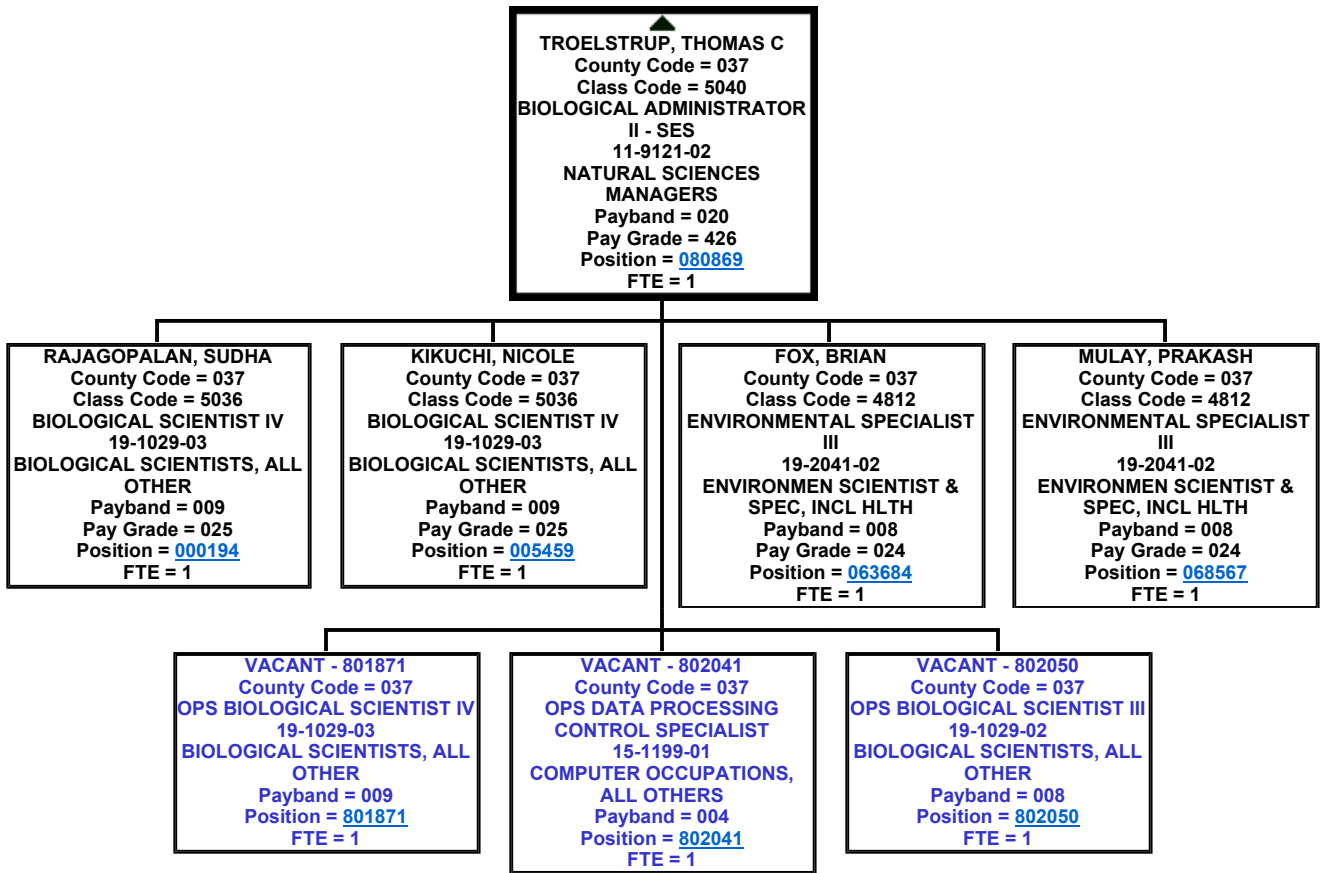 TROELSTRUP, THOMAS C
County Code = 037
Class Code = 5040
BIOLOGICAL ADMINISTRATOR
II - SES
11-9121-02
NATURAL SCIENCES
MANAGERS
Payband = 020
Pay Grade = 426
Position = 080869
FTE = 1
RAJAGOPALAN, SUDHA
County Code = 037
Class Code = 5036
BIOLOGICAL SCIENTIST IV
19-1029-03
BIOLOGICAL SCIENTISTS, ALL
OTHER
Payband = 009
Pay Grade = 025
Position = 000194
FTE = 1
KIKUCHI, NICOLE
County Code = 037
Class Code = 5036
BIOLOGICAL SCIENTIST IV
19-1029-03
BIOLOGICAL SCIENTISTS, ALL
OTHER
Payband = 009
Pay Grade = 025
Position = 005459
FTE = 1
FOX, BRIAN
County Code = 037
Class Code = 4812
ENVIRONMENTAL SPECIALIST
III
19-2041-02
ENVIRONMEN SCIENTIST &
SPEC, INCL HLTH
Payband = 008
Pay Grade = 024
Position = 063684
FTE = 1
MULAY, PRAKASH
County Code = 037
Class Code = 4812
ENVIRONMENTAL SPECIALIST
III
19-2041-02
ENVIRONMEN SCIENTIST &
SPEC, INCL HLTH
Payband = 008
Pay Grade = 024
Position = 068567
FTE = 1
VACANT - 801871
County Code = 037
OPS BIOLOGICAL SCIENTIST IV
19-1029-03
BIOLOGICAL SCIENTISTS, ALL
OTHER
Payband = 009
Position = 801871
FTE = 1
VACANT - 802041
County Code = 037
OPS DATA PROCESSING
CONTROL SPECIALIST
15-1199-01
COMPUTER OCCUPATIONS,
ALL OTHERS
Payband = 004
Position = 802041
FTE = 1
VACANT - 802050
County Code = 037
OPS BIOLOGICAL SCIENTIST III
19-1029-02
BIOLOGICAL SCIENTISTS, ALL
OTHER
Payband = 008
Position = 802050
FTE = 1